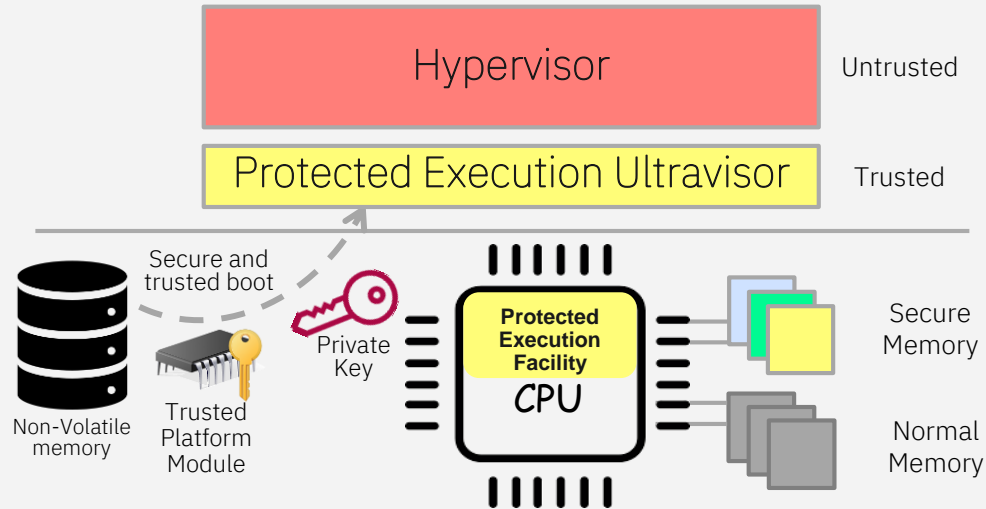 Hypervisor
Untrusted
Protected Execution Ultravisor
Trusted
Secure and
trusted boot
Non-Volatile
memory
Trusted
Platform
Module
Private
Key
Protected
Execution
Facility
CPU
Secure
Memory
Normal
Memory